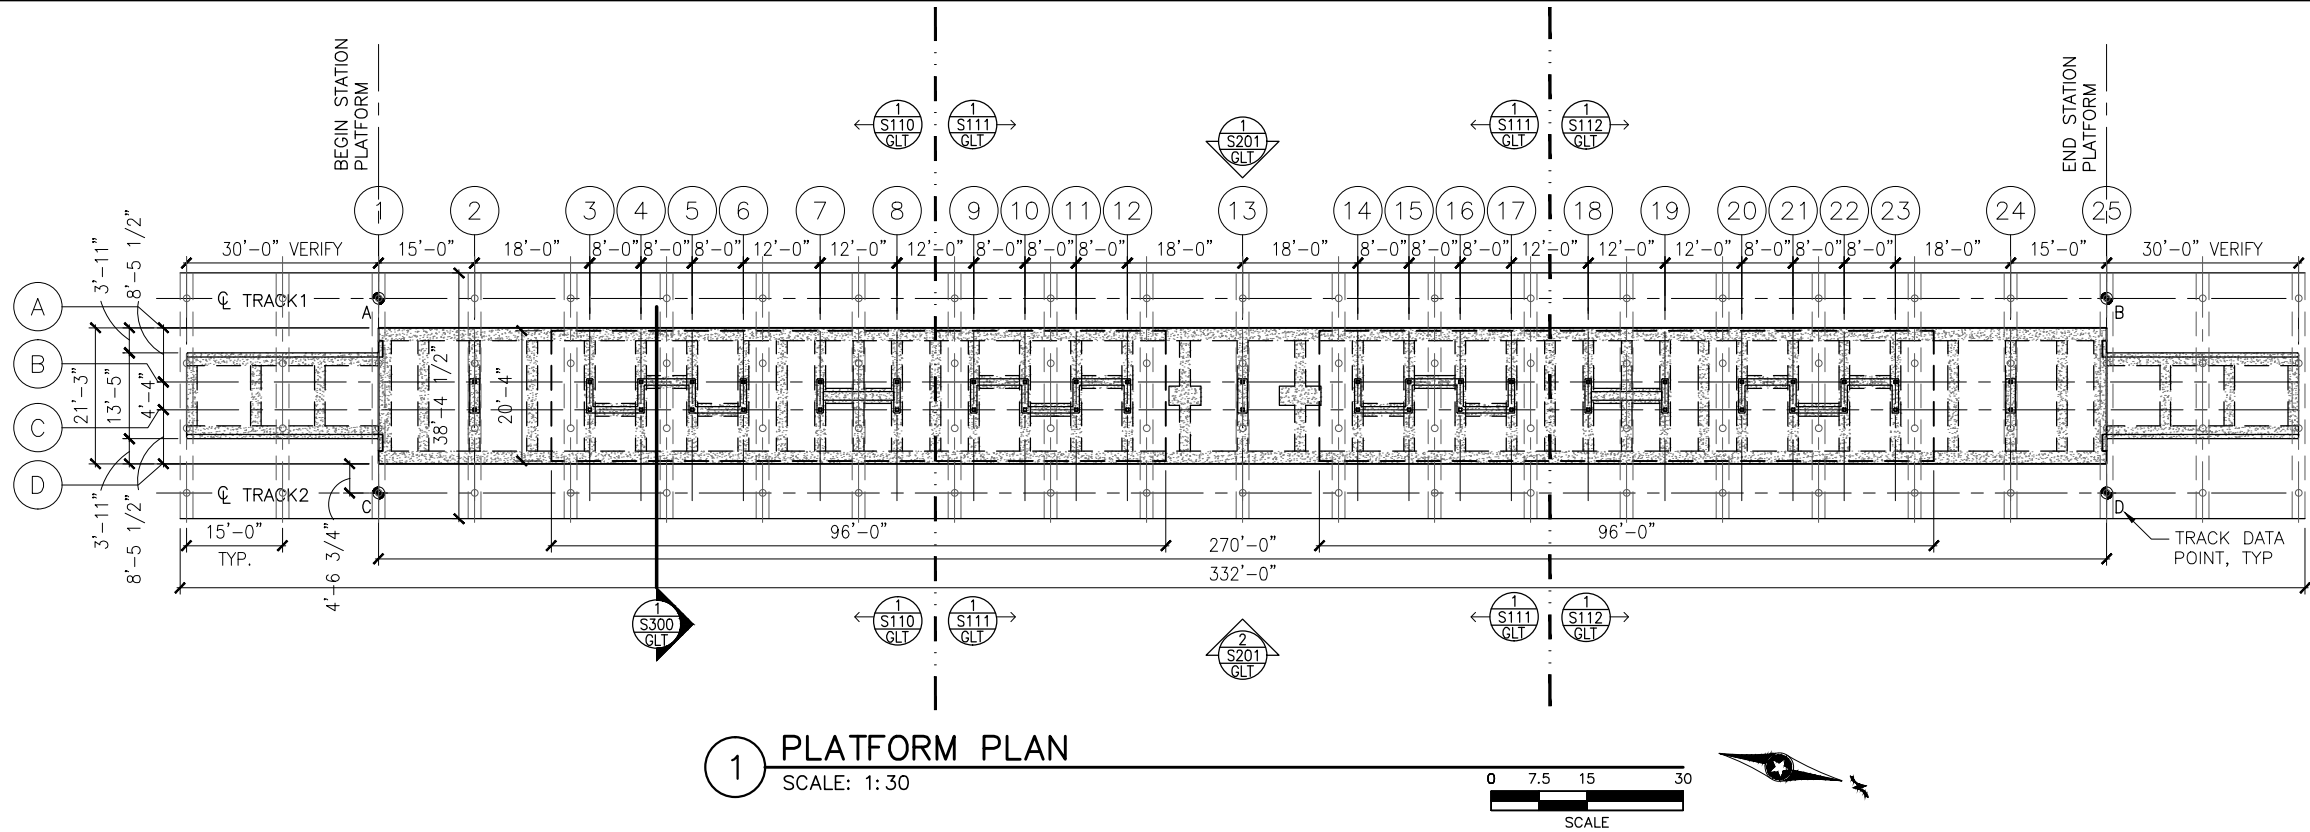 BEGIN STATION
PLATFORM
END STATION
PLATFORM
1
S110
GLT
1
S111
GLT
1
S201
GLT
1
S111
GLT
1
S112
GLT
1
2
3
4
5
6
7
8
9
10
11
12
13
14
15
16
17
18
19
20
21
22
23
24
25
30'-0" VERIFY
15'-0"
18'-0"
8'-0"
8'-0"
8'-0"
12'-0"
12'-0"
12'-0"
8'-0"
8'-0"
8'-0"
18'-0"
18'-0"
8'-0"
8'-0"
8'-0"
12'-0"
12'-0"
12'-0"
8'-0"
8'-0"
8'-0"
18'-0"
15'-0"
30'-0" VERIFY
3'-11"
8'-5 1/2"
A
B
C
D
TRACK1
A
B
21'-3"
13'-5"
4'-4"
38'-4 1/2"
20'-4"
TRACK2
C
D
3'-11"
8'-5 1/2"
15'-0"
TYP.
4'-6 3/4"
96'-0"
270'-0"
96'-0"
332'-0"
TRACK DATA
POINT, TYP
1
S300
GLT
1
S110
GLT
1
S111
GLT
2
S201
GLT
1
S111
GLT
1
S112
GLT
1
PLATFORM PLAN
SCALE: 1:30
0 7.5 15 30
SCALE